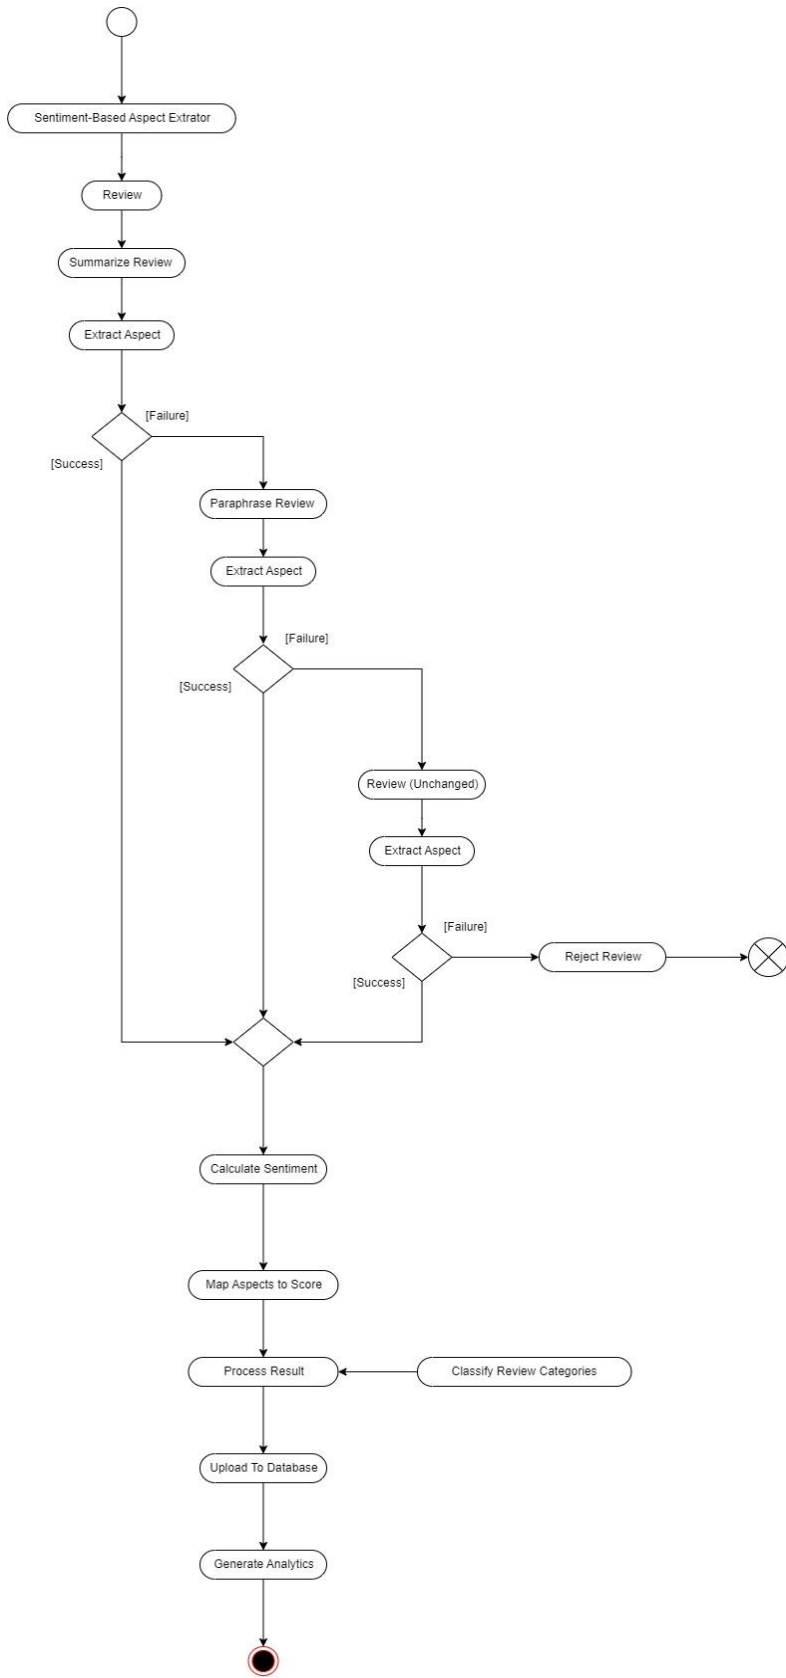 Sentiment-Based Aspect Extrator
Review
Summarize Review
Extract Aspect
[Failure]
[Success]
Paraphrase Review
Extract Aspect
[Failure]
[Success]
Review (Unchanged)
Extract Aspect
[Failure]
Reject Review
[Success]
Calculate Sentiment
Map Aspects to Score
Process Result
Classify Review Categories
Upload To Database
Generate Analytics